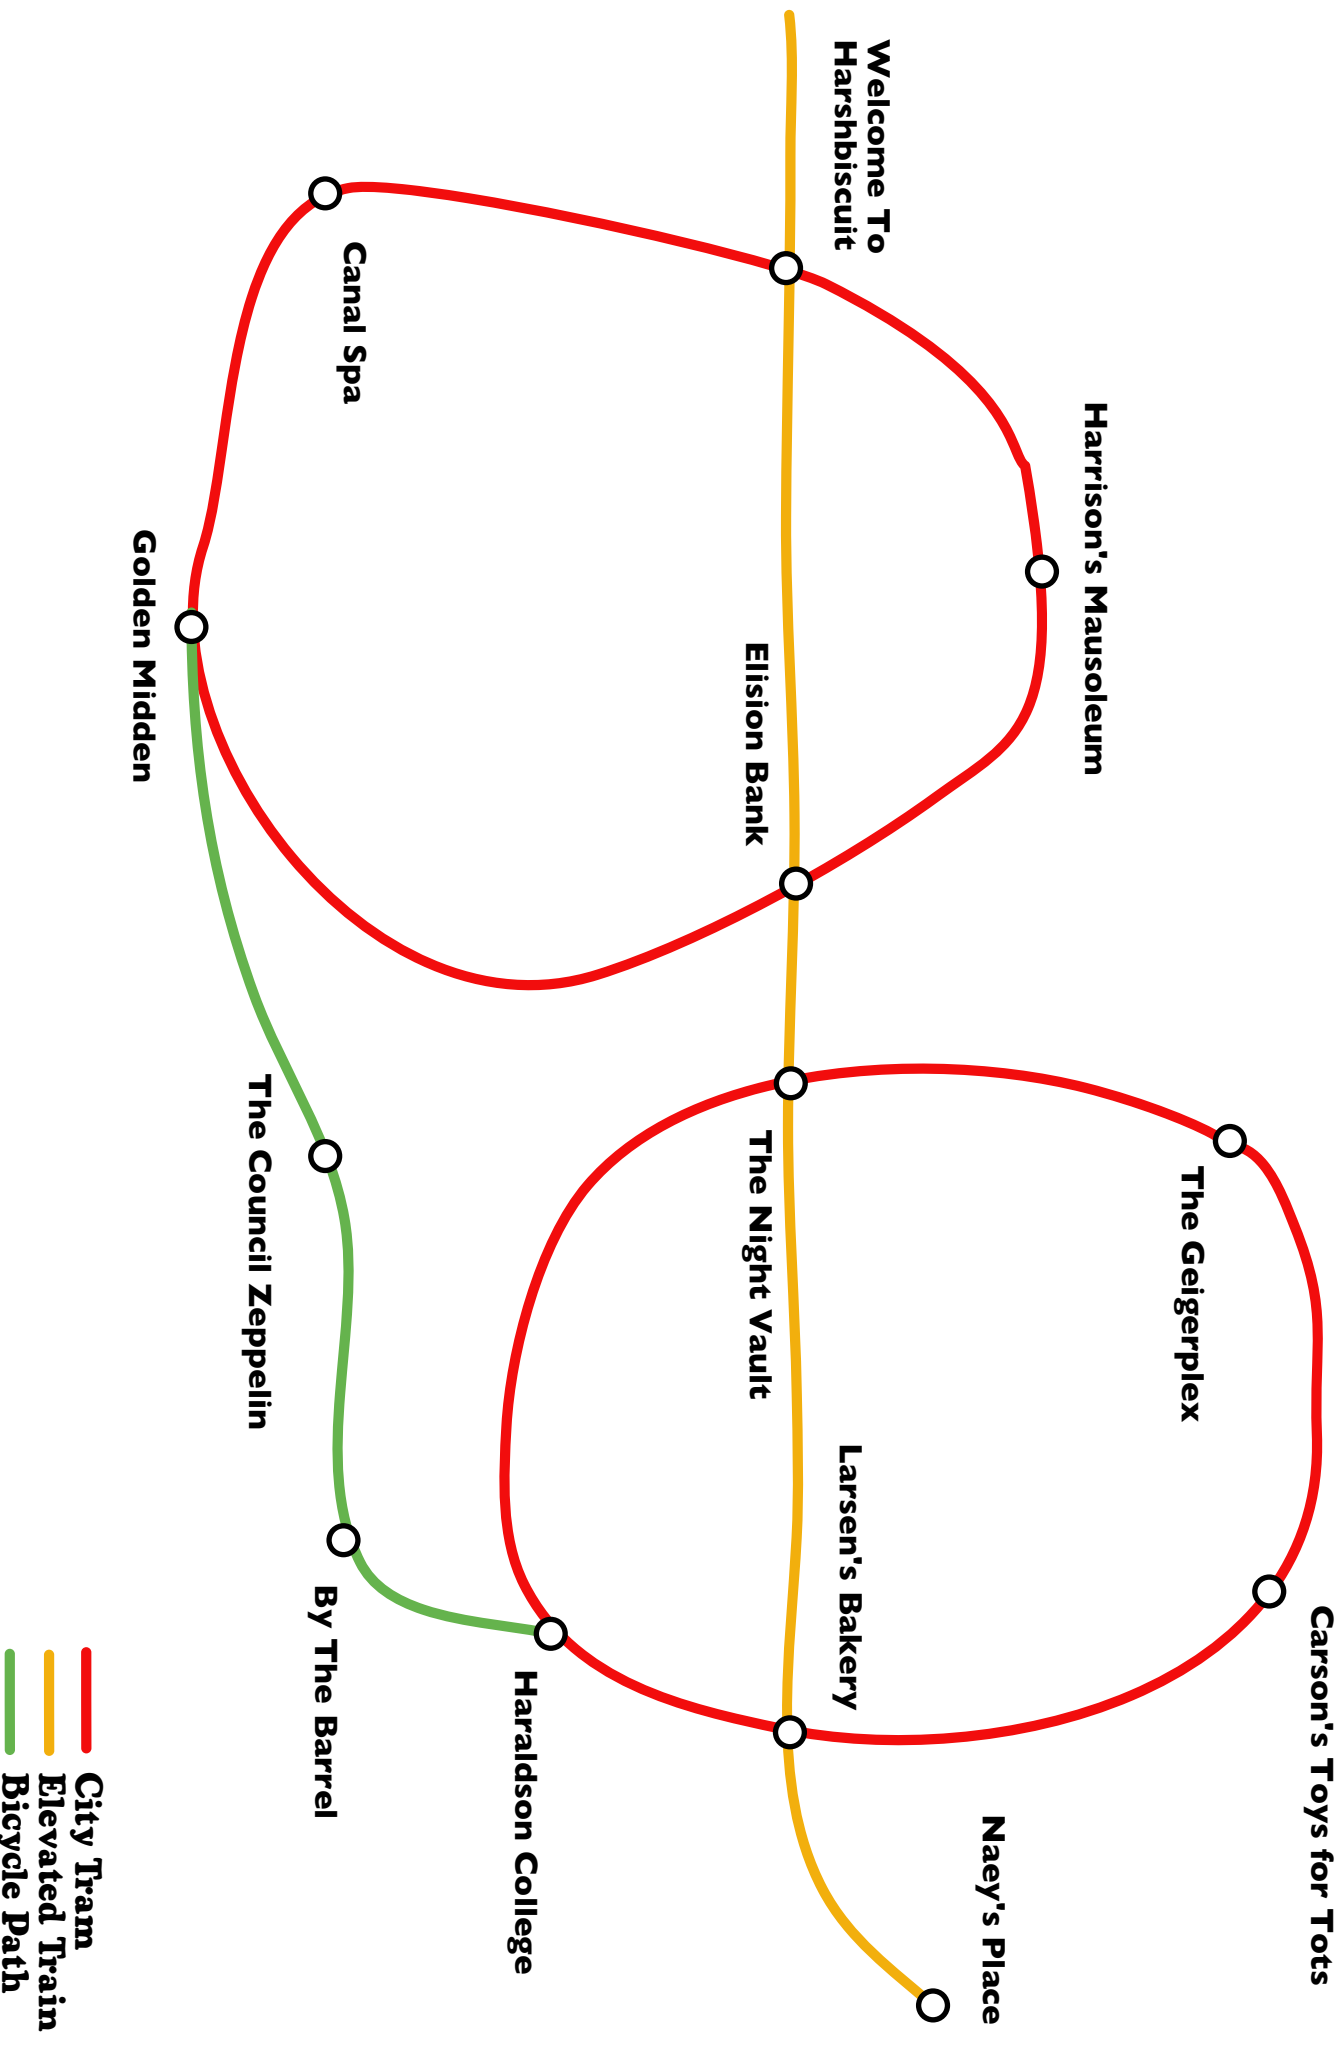 Carson's Toys for Tots
The Geigerplex
Harrison's Mausoleum
Naey's Place
Welcome To
Harshbiscuit
Larsen's Bakery
Elision Bank
The Night Vault
Haraldson College
Canal Spa
By The Barrel
The Council Zeppelin
Golden Midden
City Tram
Elevated Train
Bicycle Path